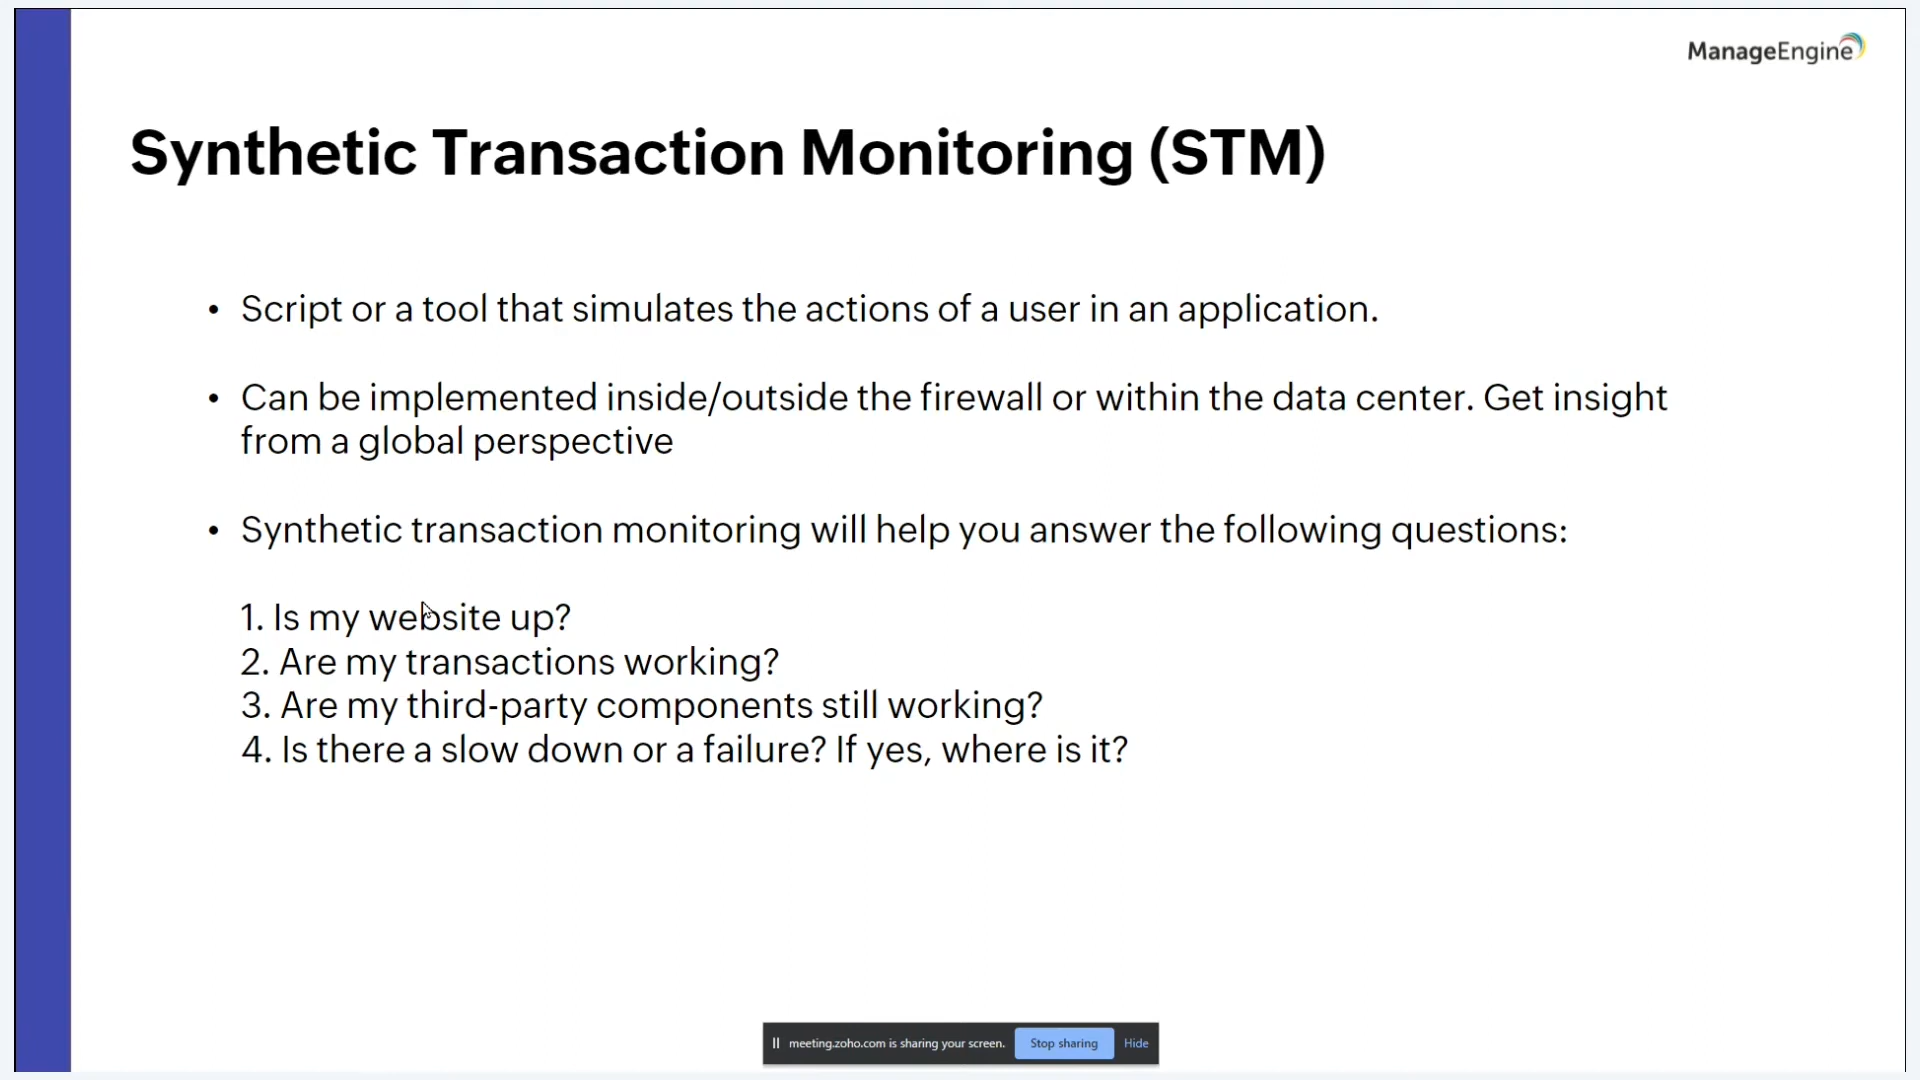 ManageEngine
Synthetic Transaction Monitoring (STM)
• Script or a tool that simulates the actions of a user in an application.
• Can be implemented inside/outside the firewall or within the data center. Get insight
from a global perspective
• Synthetic transaction monitoring will help you answer the following questions:
1. Is my website up?
2. Are my transactions working?
3. Are my third-party components still working?
4. Is there a slow down or a failure? If yes, where is it?
meeting.zoho.com is sharing your screen. Stop sharing Hide